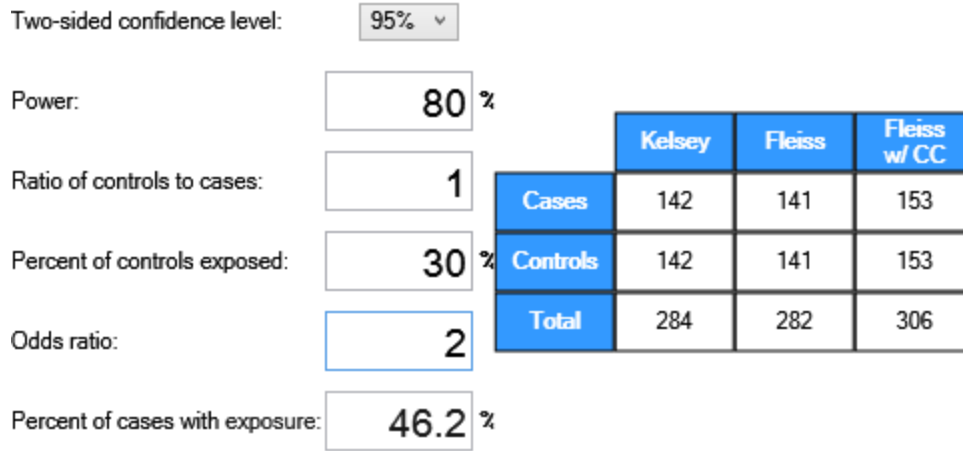 Two-sided confidence level: 95%
Power: 80 %
Ratio of controls to cases: 1
Percent of controls exposed: 30 %
Odds ratio: 2
Percent of cases with exposure: 46.2 %
Kelsey Fleiss Fleiss w/ CC
Cases 142 141 153
Controls 142 141 153
Total 284 282 306